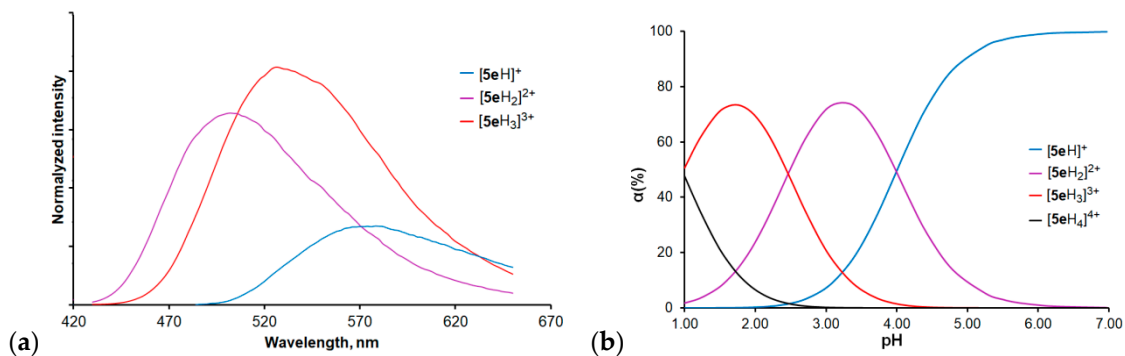 Normalyzed intensity
[5eH]⁺
[5eH₂]²⁺
[5eH₃]³⁺
420 470 520 570 620 670
Wavelength, nm
(a)
α(%)
100
80
60
40
20
0
[5eH]⁺
[5eH₂]²⁺
[5eH₃]³⁺
[5eH₄]⁴⁺
1.00 2.00 3.00 4.00 5.00 6.00 7.00
pH
(b)